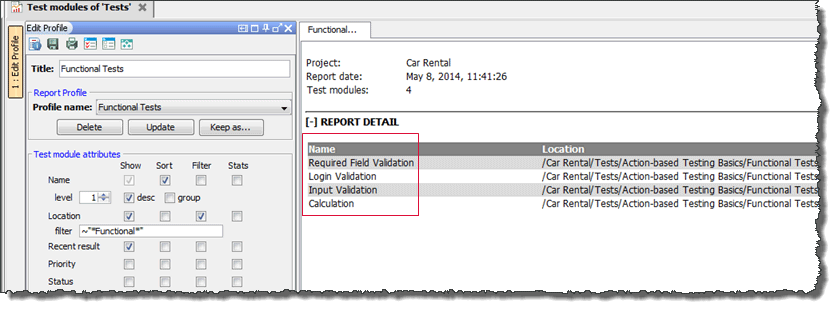 Test modules of 'Tests'
1 : Edit Profile
Edit Profile
Title: Functional Tests
Report Profile
Profile name: Functional Tests
Delete Update Keep as...
Test module attributes
Show Sort Filter Stats
Name
level 1 desc group
Location
filter ~"*Functional*"
Recent result
Priority
Status
Functional...
Project: Car Rental
Report date: May 8, 2014, 11:41:26
Test modules: 4
[-] REPORT DETAIL
Name Location
Required Field Validation /Car Rental/Tests/Action-based Testing Basics/Functional Tests
Login Validation /Car Rental/Tests/Action-based Testing Basics/Functional Tests
Input Validation /Car Rental/Tests/Action-based Testing Basics/Functional Tests
Calculation /Car Rental/Tests/Action-based Testing Basics/Functional Tests